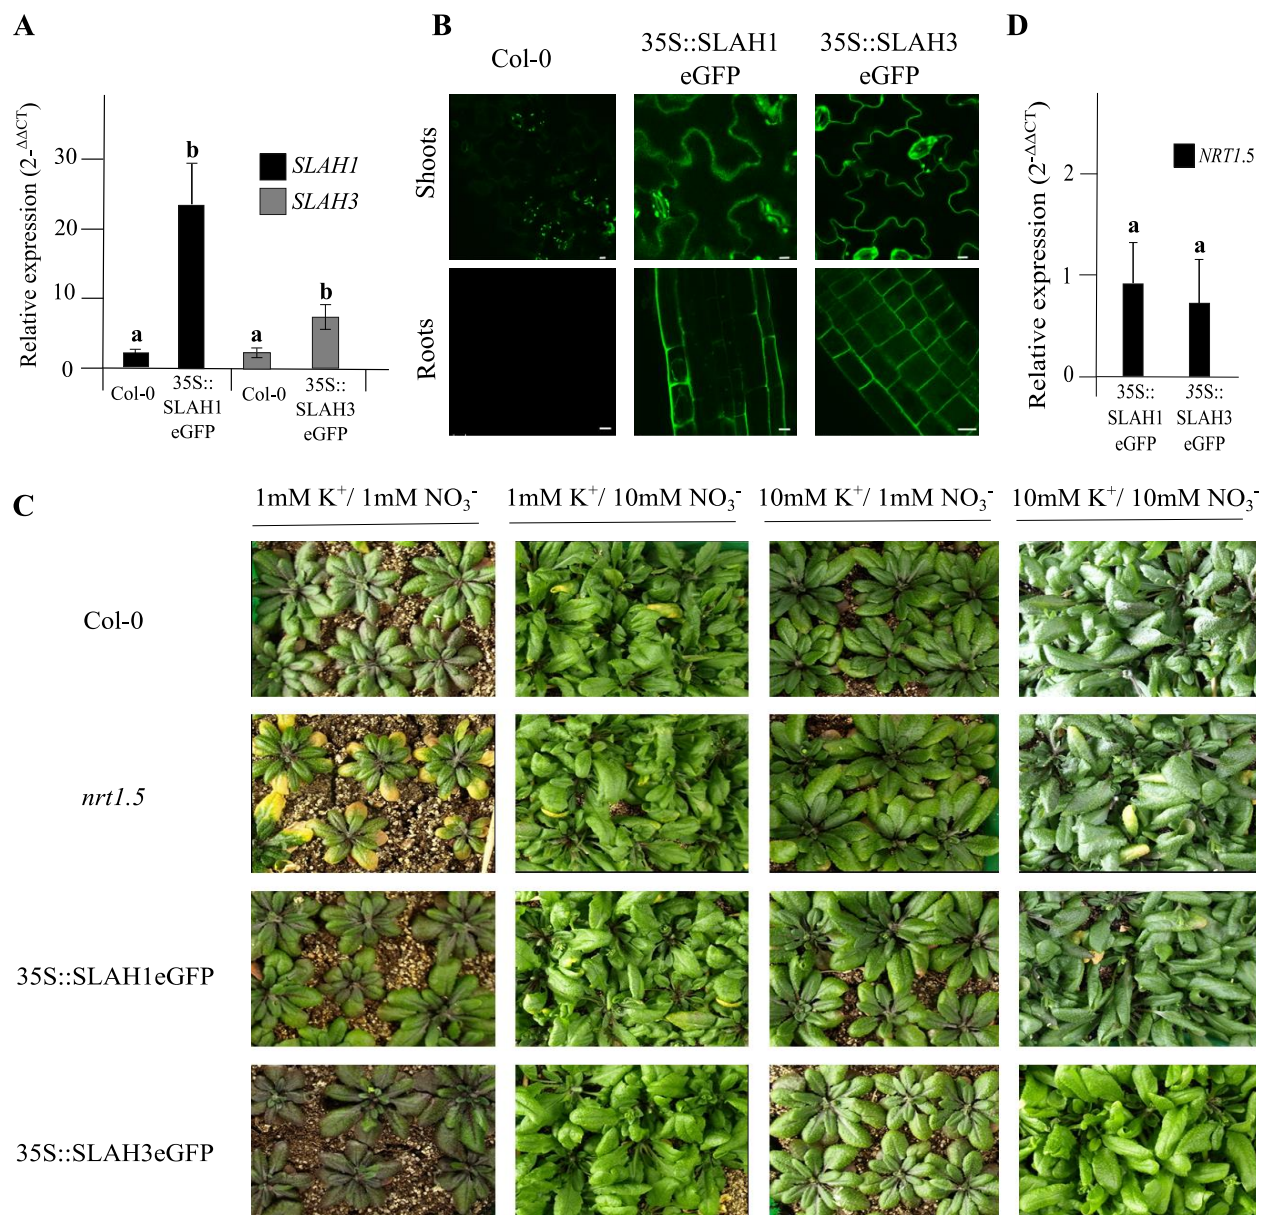 A
Relative expression (2-ΔΔCT)
30
20
10
0
a
b
a
b
SLAH1
SLAH3
Col-0
35S::
SLAH1
eGFP
Col-0
35S::
SLAH3
eGFP
B
Col-0
35S::SLAH1
eGFP
35S::SLAH3
eGFP
Shoots
Roots
D
Relative expression (2-ΔΔCT)
2
1
0
a
a
NRT1.5
35S::
SLAH1
eGFP
35S::
SLAH3
eGFP
C
1mM K+/ 1mM NO3-
1mM K+/ 10mM NO3-
10mM K+/ 1mM NO3-
10mM K+/ 10mM NO3-
Col-0
nrt1.5
35S::SLAH1eGFP
35S::SLAH3eGFP